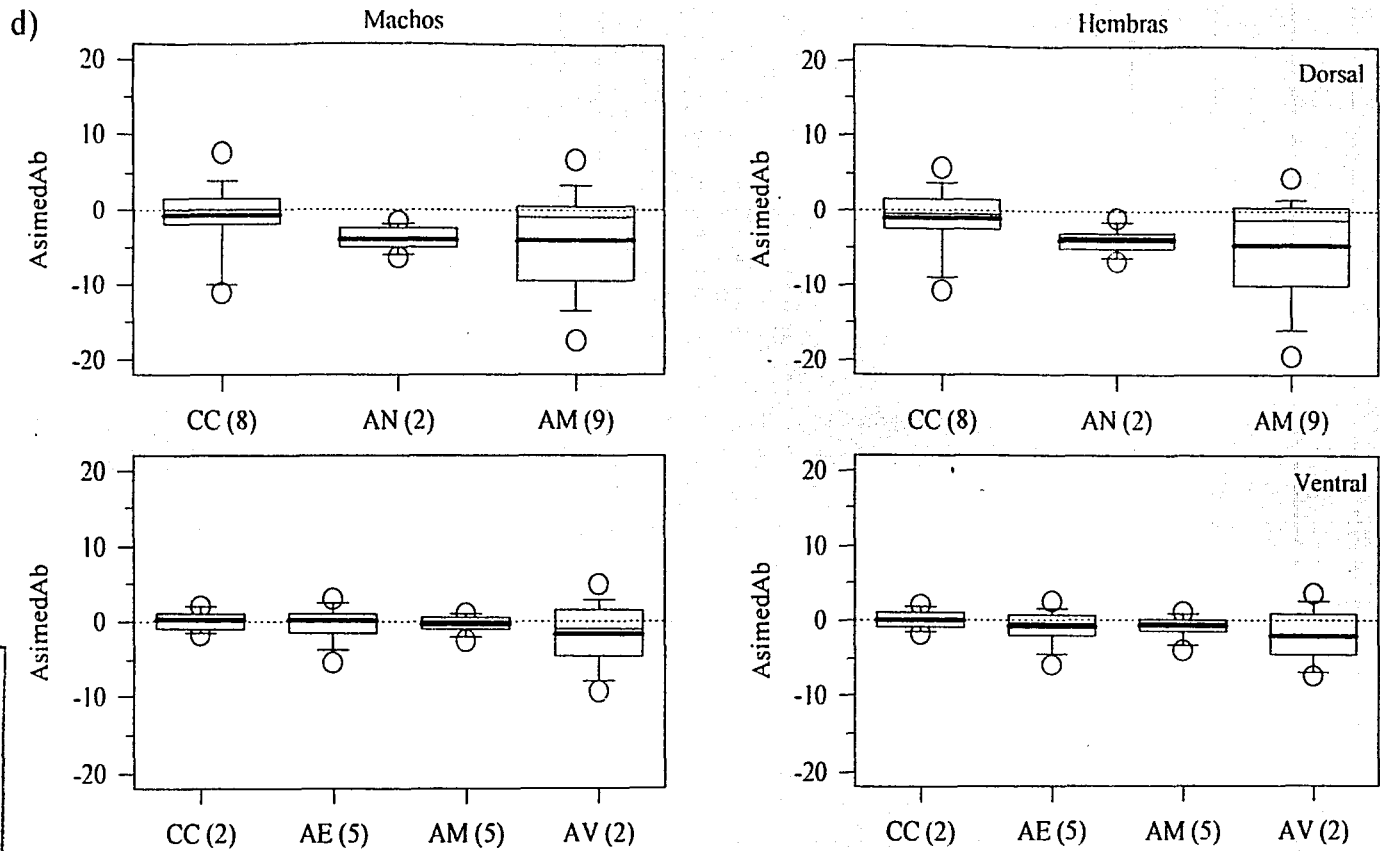 d)
Machos
Hembras
20
10
0
-10
-20
AsimedAb
CC (8)
AN (2)
AM (9)
20
10
0
-10
-20
AsimedAb
Dorsal
CC (8)
AN (2)
AM (9)
20
10
0
-10
-20
AsimedAb
CC (2)
AE (5)
AM (5)
AV (2)
20
10
0
-10
-20
AsimedAb
Ventral
CC (2)
AE (5)
AM (5)
AV (2)